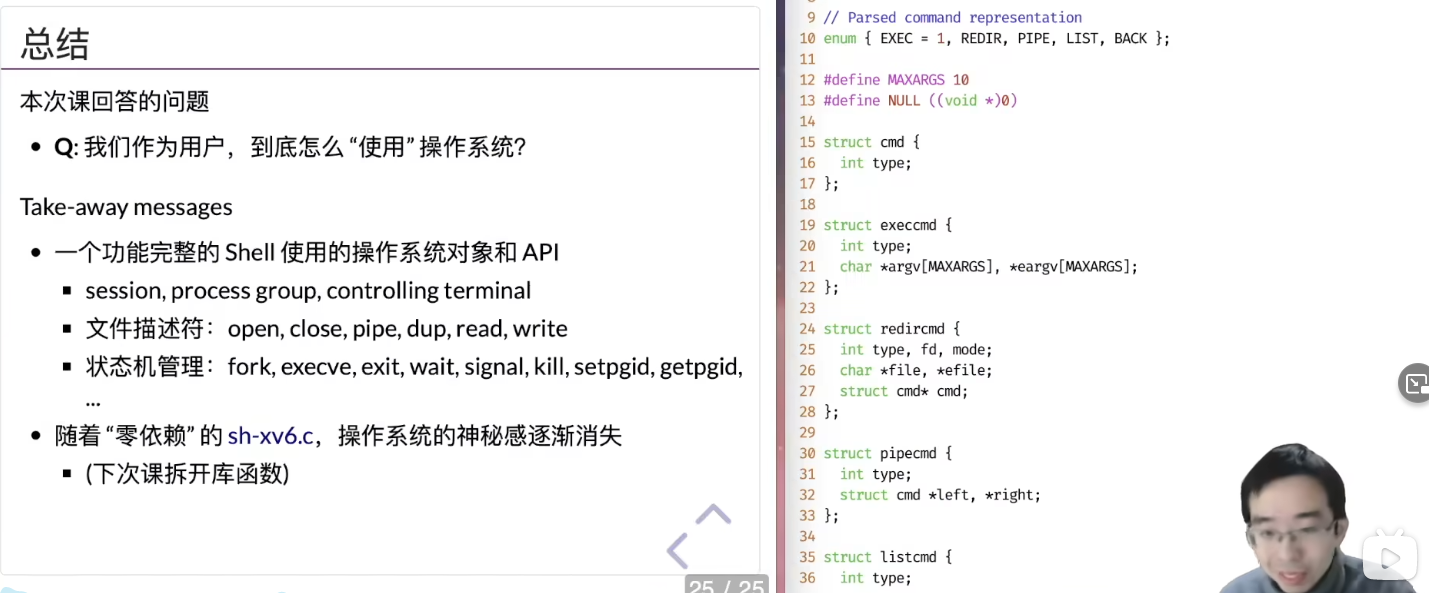 总结
本次课回答的问题
• Q: 我们作为用户，到底怎么“使用”操作系统？
Take-away messages
• 一个功能完整的 Shell 使用的操作系统对象和 API
▪ session, process group, controlling terminal
▪ 文件描述符：open, close, pipe, dup, read, write
▪ 状态机管理：fork, execve, exit, wait, signal, kill, setpgid, getpgid,
...
• 随着“零依赖”的 sh-xv6.c，操作系统的神秘感逐渐消失
▪ (下次课拆开库函数)
25 / 25
9 // Parsed command representation
10 enum { EXEC = 1, REDIR, PIPE, LIST, BACK };
11
12 #define MAXARGS 10
13 #define NULL ((void *)0)
14
15 struct cmd {
16   int type;
17 };
18
19 struct execcmd {
20   int type;
21   char *argv[MAXARGS], *eargv[MAXARGS];
22 };
23
24 struct redircmd {
25   int type, fd, mode;
26   char *file, *efile;
27   struct cmd* cmd;
28 };
29
30 struct pipecmd {
31   int type;
32   struct cmd *left, *right;
33 };
34
35 struct listcmd {
36   int type;